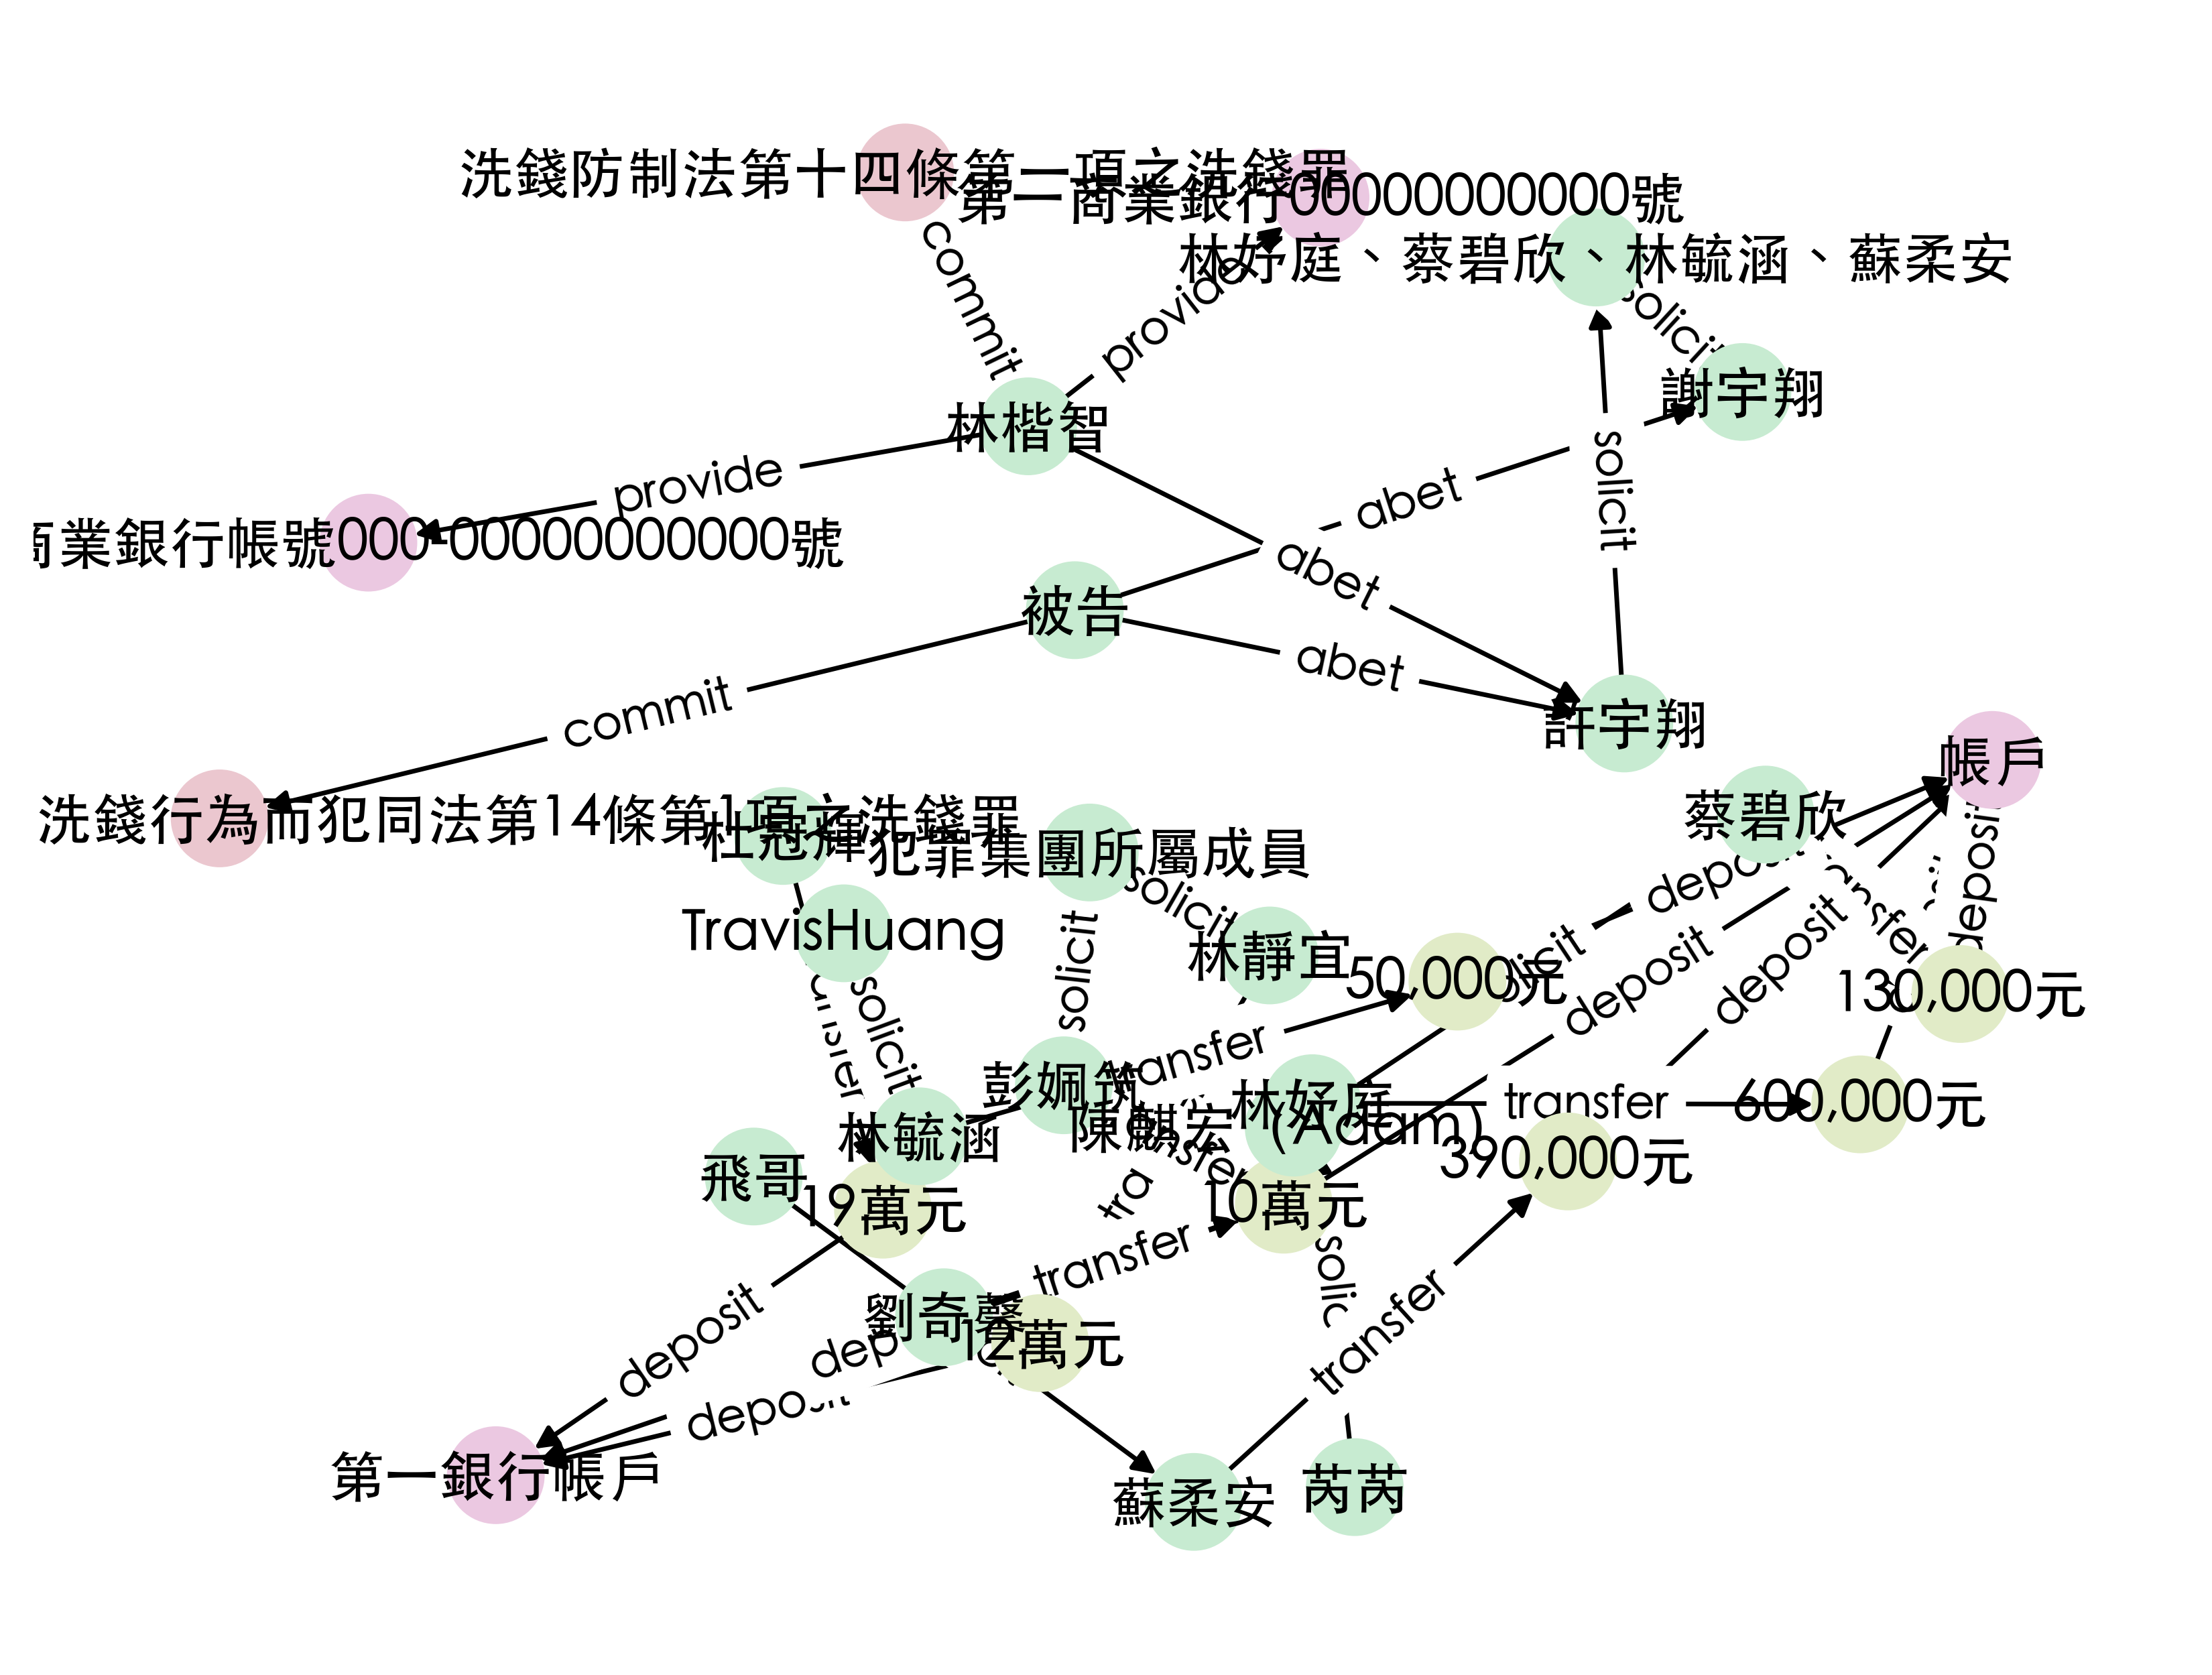 洗錢防制法第十四條第一項之洗錢罪
第一商業銀行00000000000號
林妤庭、蔡碧欣、林毓涵、蘇柔安
commit
provide
solicit
謝宇翔
林楷智
provide
abet
solicit
商業銀行帳號000-00000000000號
abet
被告
abet
commit
許宇翔
帳戶
洗錢行為而犯同法第14條第1項之洗錢罪
杜冠輝
犯罪集團所屬成員
蔡碧欣
solicit
deposit
TravisHuang
林靜宜
solicit
50,000元
deposit
deposit
130,000元
solicit
transfer
彭姵筑
林妤庭
transfer
600,000元
林毓涵
陳麒宏 (Adam)
390,000元
飛哥
19萬元
10萬元
transfer
deposit
劉奇馨
12萬元
transfer
deposit
第一銀行帳戶
蘇柔安
芮芮